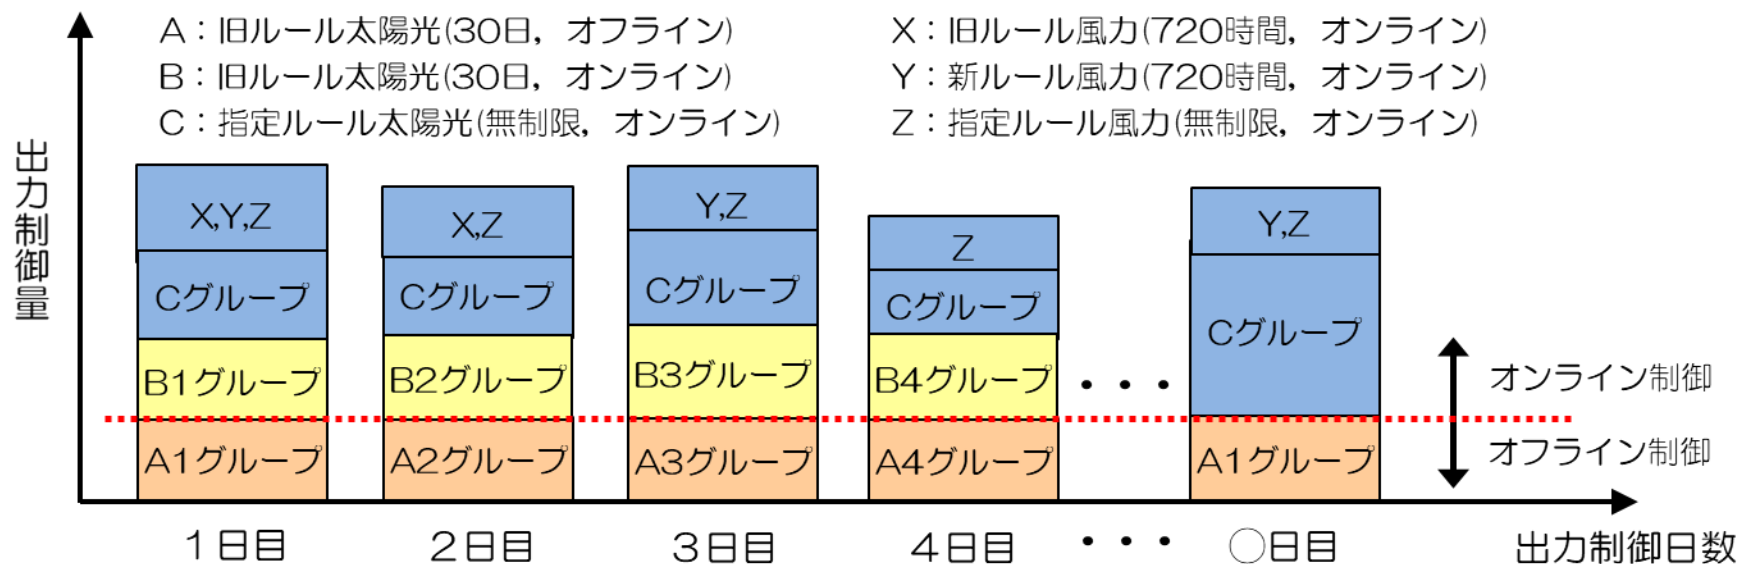 A：旧ルール太陽光(30日，オフライン)
B：旧ルール太陽光(30日，オンライン)
C：指定ルール太陽光(無制限，オンライン)
X：旧ルール風力(720時間，オンライン)
Y：新ルール風力(720時間，オンライン)
Z：指定ルール風力(無制限，オンライン)
出力制御量
X,Y,Z
Cグループ
B1グループ
A1グループ
X,Z
Cグループ
B2グループ
A2グループ
Y,Z
Cグループ
B3グループ
A3グループ
Z
Cグループ
B4グループ
A4グループ
・・・
Y,Z
Cグループ
A1グループ
オンライン制御
オフライン制御
1日目
2日目
3日目
4日目
・・・
〇日目
出力制御日数